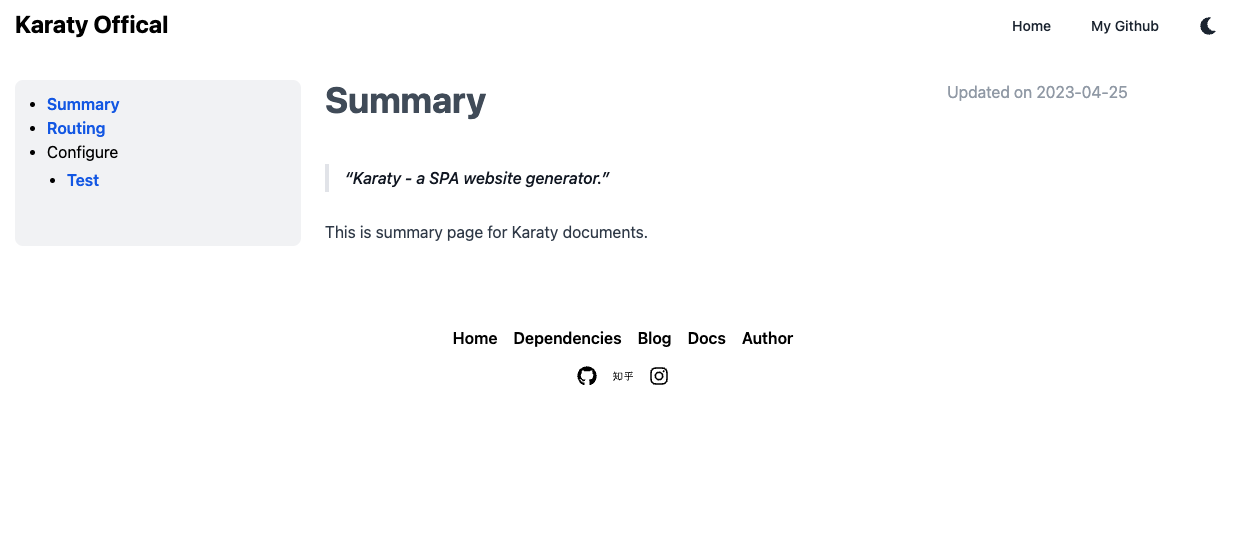 Karaty Offical
Home My Github
Summary
Routing
Configure
Test
Summary
Updated on 2023-04-25
“Karaty - a SPA website generator.”
This is summary page for Karaty documents.
Home Dependencies Blog Docs Author
知乎